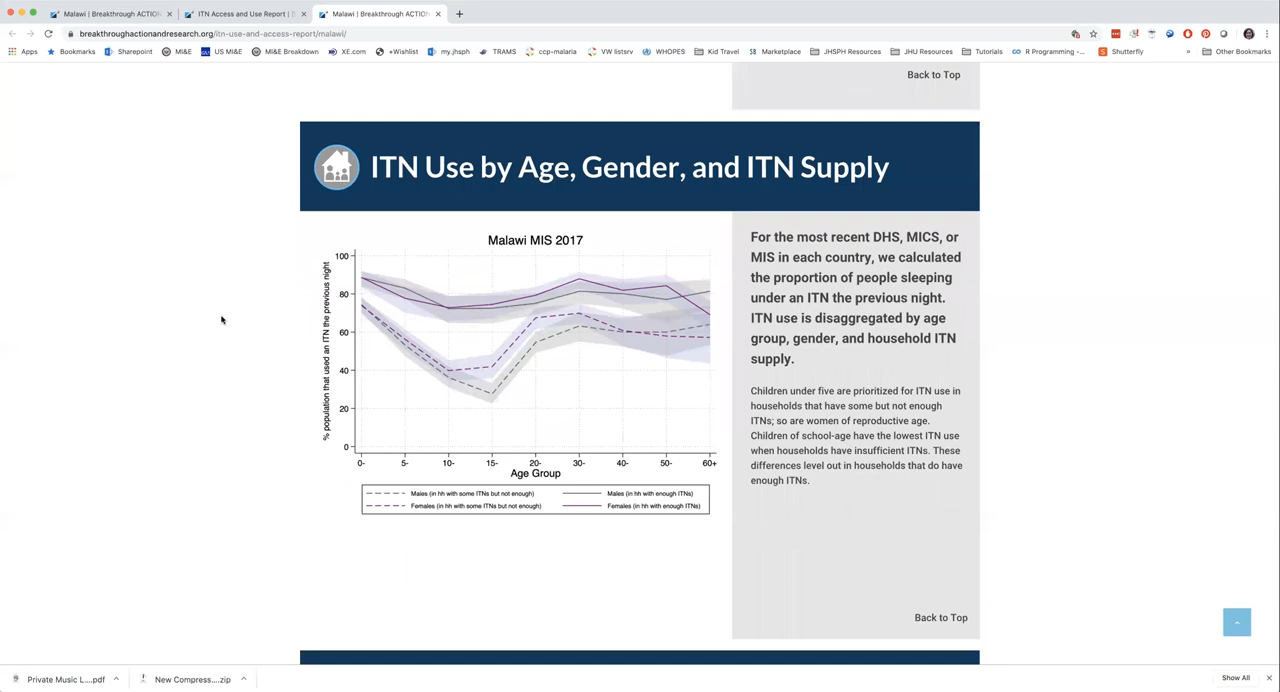 Malawi | Breakthrough ACTION
ITN Access and Use Report | B
Malawi | Breakthrough ACTION
breakthroughactionandresearch.org/itn-use-and-access-report/malawi/
Apps Bookmarks Sharepoint MI&E US MI&E MI&E Breakdown XE.com +Wishlist my.jhsph TRAMS ccp-malaria VW listsrv WHOPES Kid Travel Marketplace JHSPH Resources JHU Resources Tutorials R Programming -... Shutterfly » Other Bookmarks
Back to Top
ITN Use by Age, Gender, and ITN Supply
Malawi MIS 2017
% population that used an ITN the previous night
100
80
60
40
20
0
0- 5- 10- 15- 20- 30- 40- 50- 60+
Age Group
Males (in hh with some ITNs but not enough) Males (in hh with enough ITNs)
Females (in hh with some ITNs but not enough) Females (in hh with enough ITNs)
For the most recent DHS, MICS, or
MIS in each country, we calculated
the proportion of people sleeping
under an ITN the previous night.
ITN use is disaggregated by age
group, gender, and household ITN
supply.
Children under five are prioritized for ITN use in
households that have some but not enough
ITNs; so are women of reproductive age.
Children of school-age have the lowest ITN use
when households have insufficient ITNs. These
differences level out in households that do have
enough ITNs.
Back to Top
Private Music L....pdf
New Compress....zip
Show All